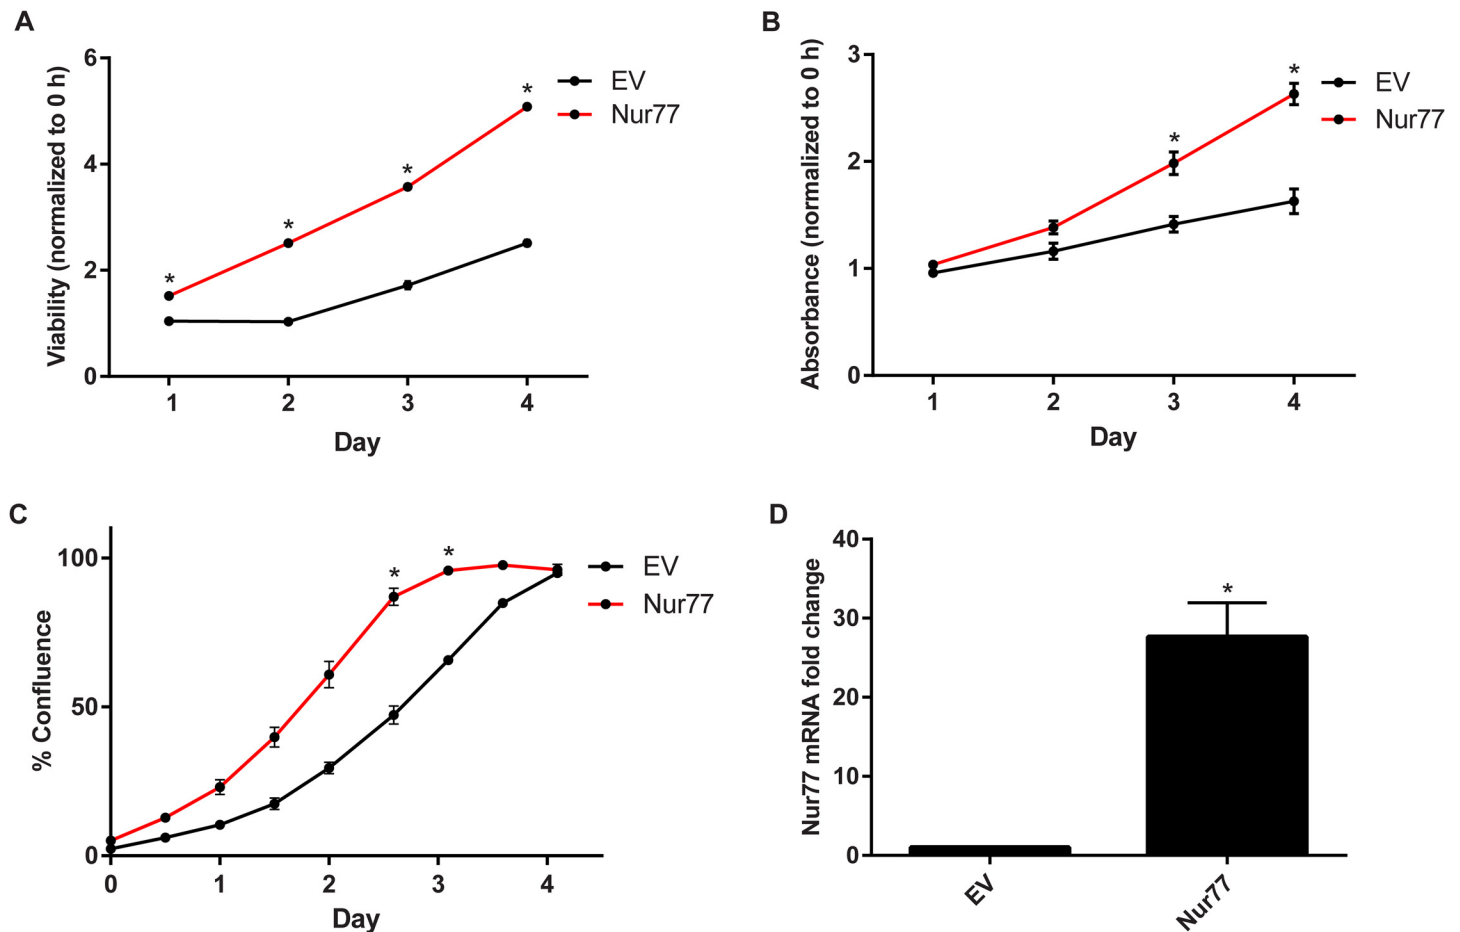 A
Viability (normalized to 0 h)
6
4
2
0
*
*
*
*
EV
Nur77
1 2 3 4
Day
B
Absorbance (normalized to 0 h)
3
2
1
0
*
*
EV
Nur77
1 2 3 4
Day
C
% Confluence
100
50
0
*
*
EV
Nur77
0 1 2 3 4
Day
D
Nur77 mRNA fold change
40
30
20
10
0
*
EV
Nur77